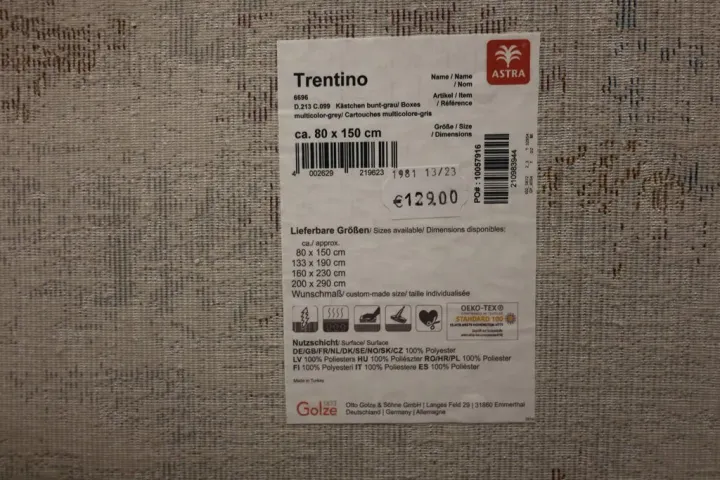 Trentino
Name / Name
/ Nom
ASTRA
6696
D.213 C.099 Kästchen bunt-grau/ Boxes
multicolor-grey/ Cartouches multicolore-gris
Artikel / Item
/ Référence
ca. 80 x 150 cm
Größe / Size
/ Dimensions
4 002629 219623
1981 13/23
€129,00
PO#: 10057916
210983944
Lieferbare Größen/ Sizes available/ Dimensions disponibles:
ca./ approx.
80 x 150 cm
133 x 190 cm
160 x 230 cm
200 x 290 cm
Wunschmaß/ custom-made size/ taille individualisée
OEKO-TEX
STANDARD 100
Nutzschicht/ Surface/ Surface
DE/GB/FR/NL/DK/SE/NO/SK/CZ 100% Polyester
LV 100% Poliesters HU 100% Poliészter RO/HR/PL 100% Poliester
FI 100% Polyesteri IT 100% Poliestere ES 100% Poliéster
Made in Turkey
Golze
Otto Golze & Söhne GmbH | Langes Feld 29 | 31860 Emmerthal
Deutschland | Germany | Allemagne